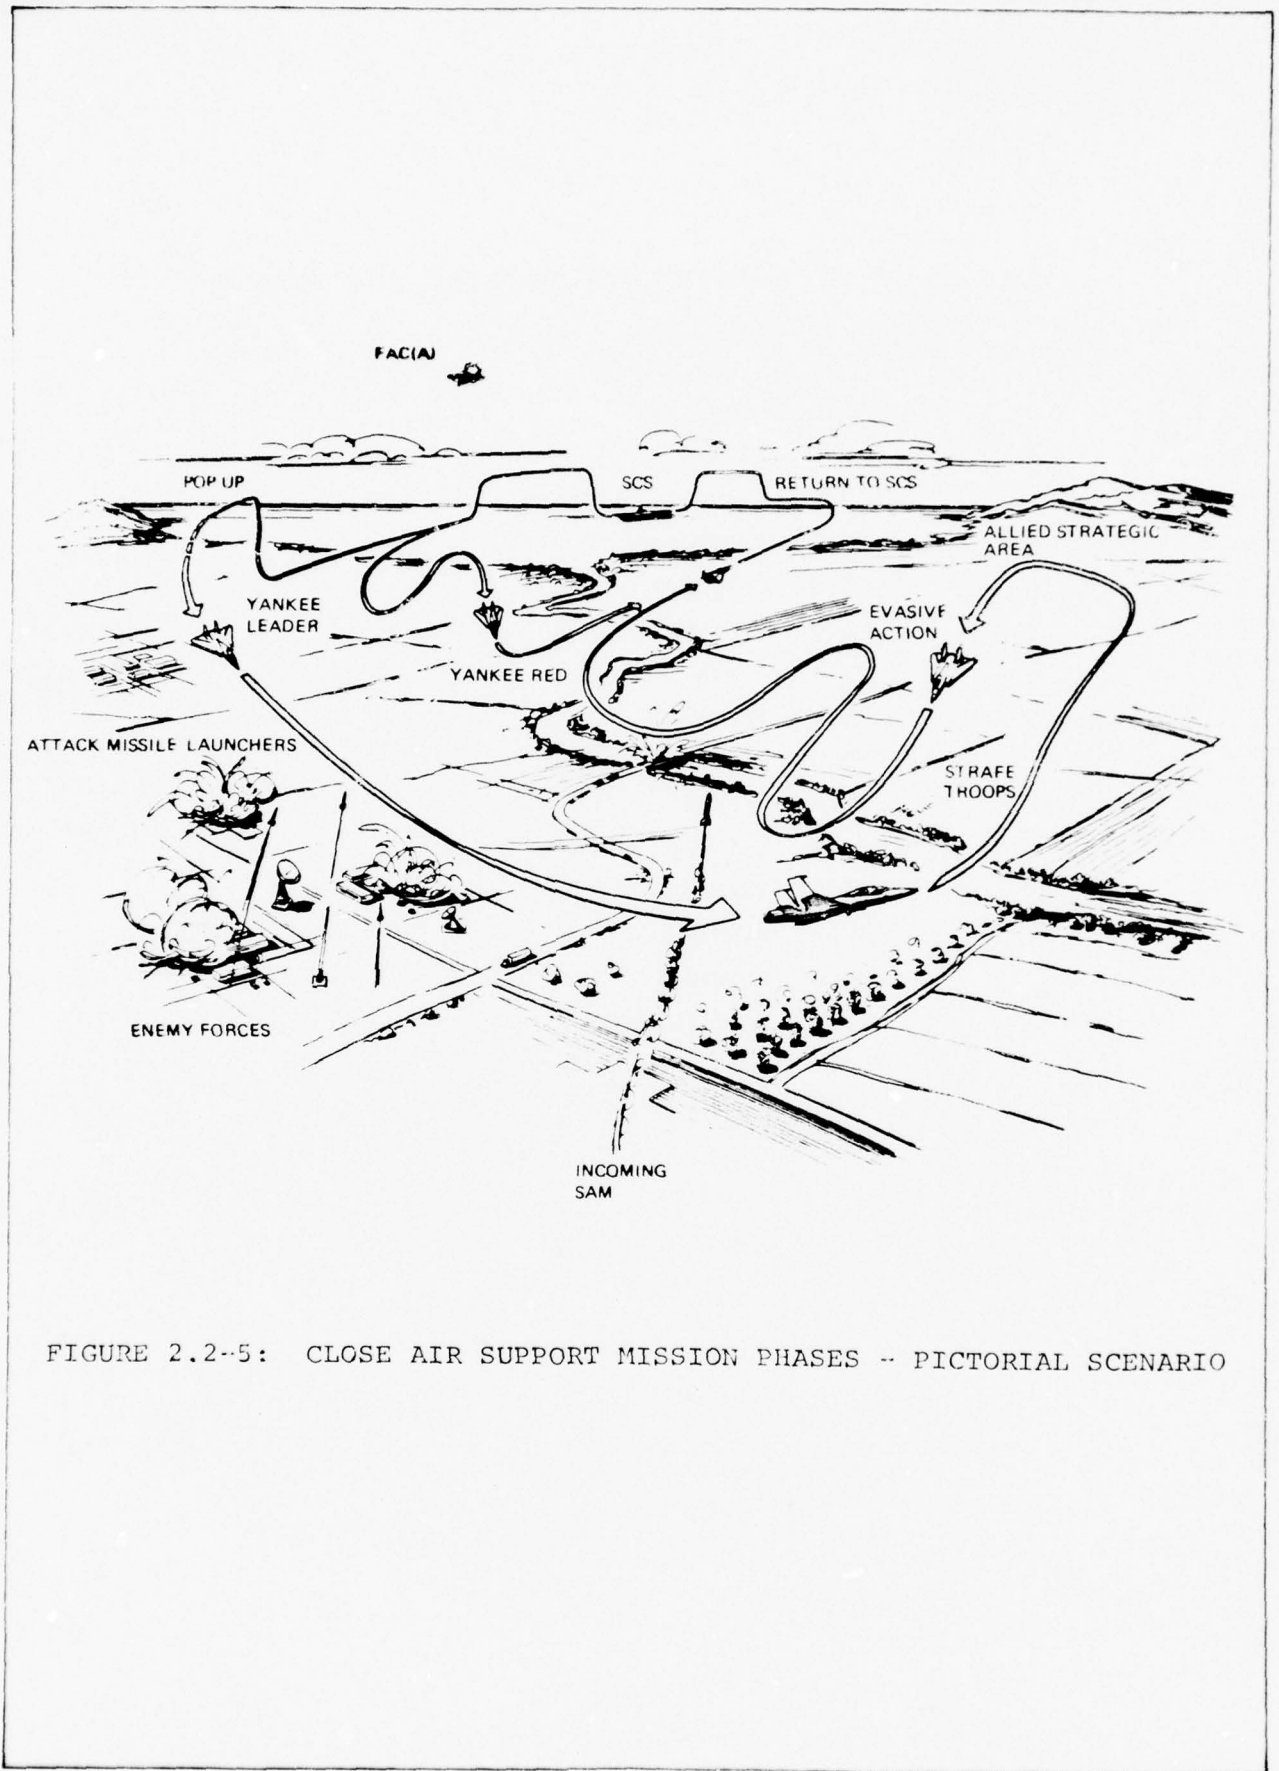 FAC(A)
POP UP
SCS
RETURN TO SCS
ALLIED STRATEGIC
AREA
YANKEE
LEADER
EVASIVE
ACTION
YANKEE RED
ATTACK MISSILE LAUNCHERS
STRAFE
TROOPS
ENEMY FORCES
INCOMING
SAM
FIGURE 2.2-5: CLOSE AIR SUPPORT MISSION PHASES - PICTORIAL SCENARIO